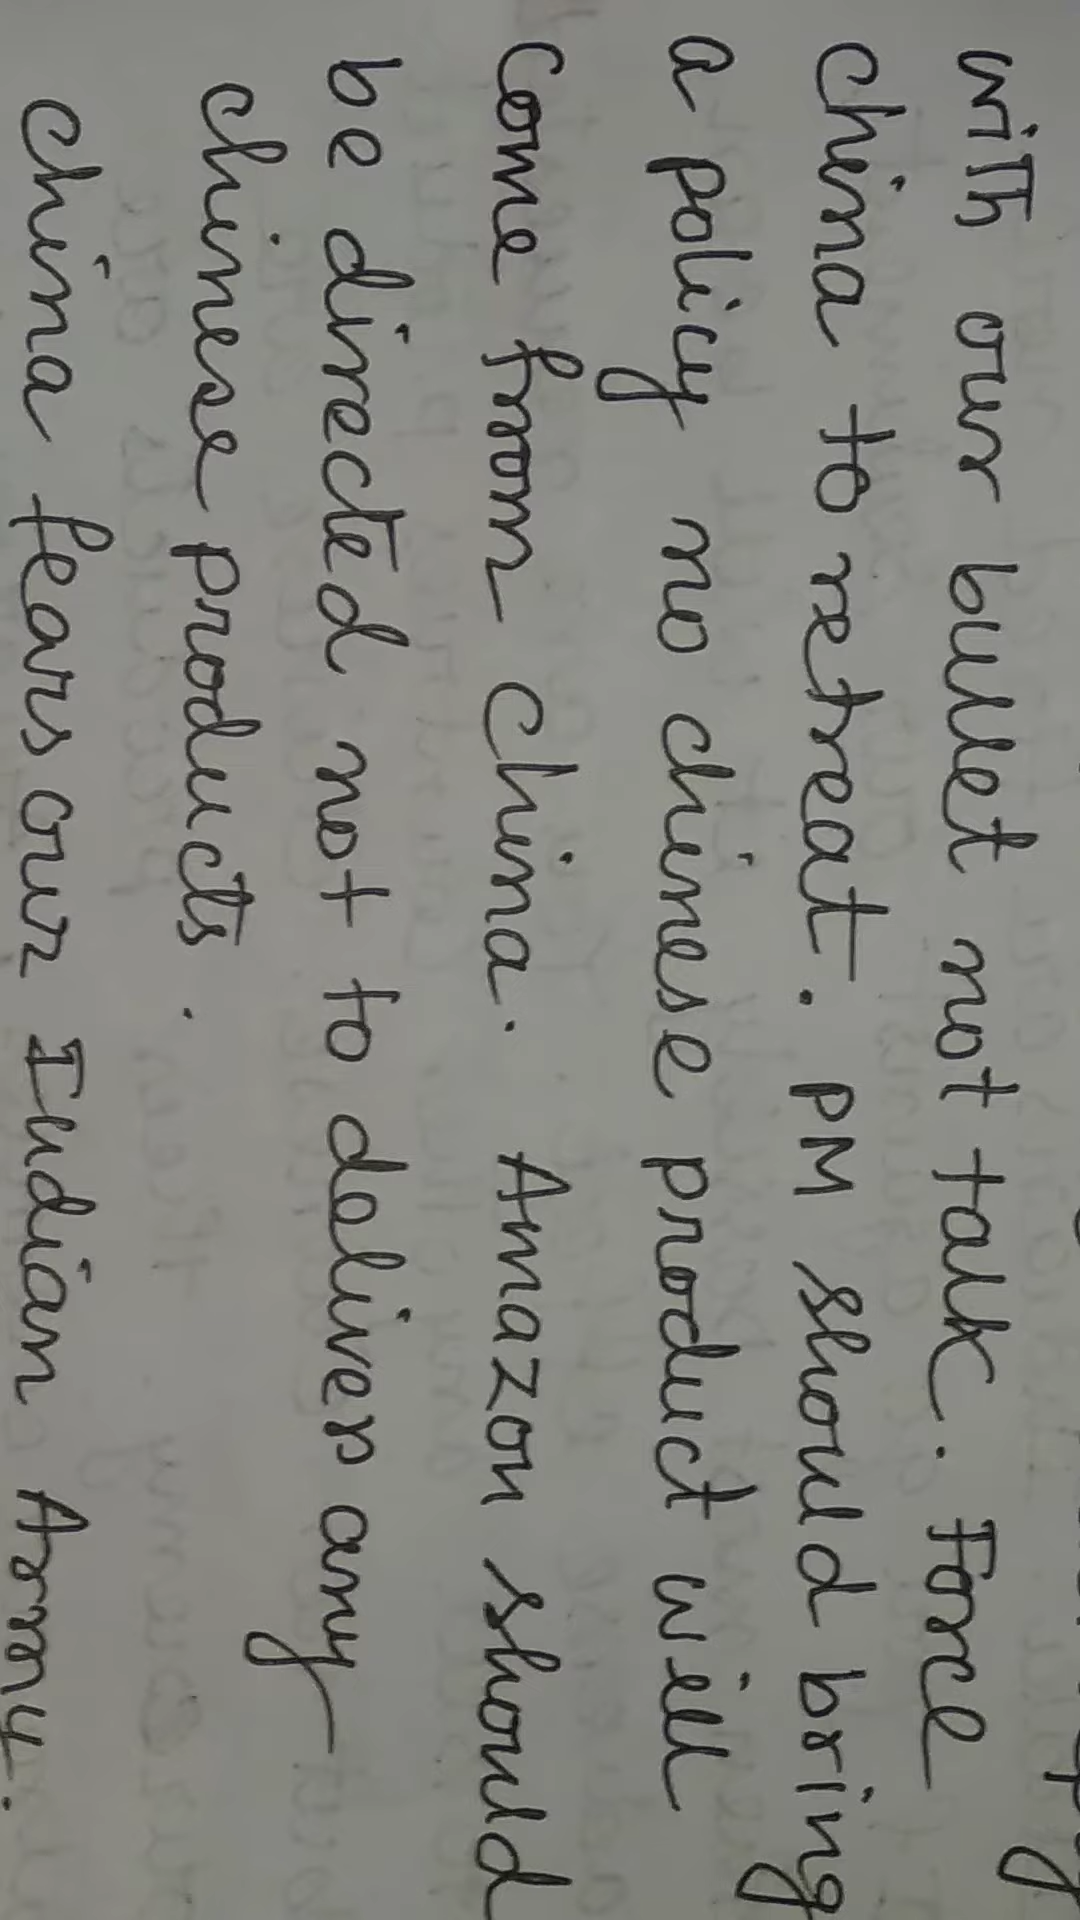 with our bullet not talk. Force
china to retreat. PM should bring
a policy no chinese product will
come from china. Amazon should
be directed not to deliver any
chinese products.
china fears our Indian Army.